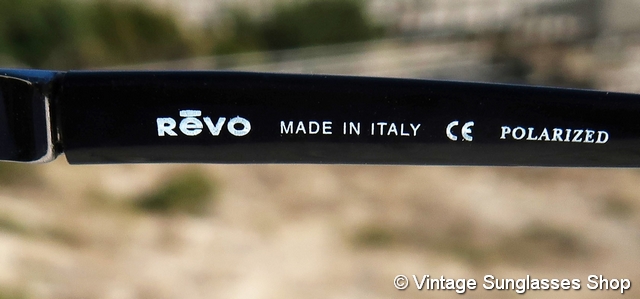 RēVO MADE IN ITALY CE POLARIZED
© Vintage Sunglasses Shop